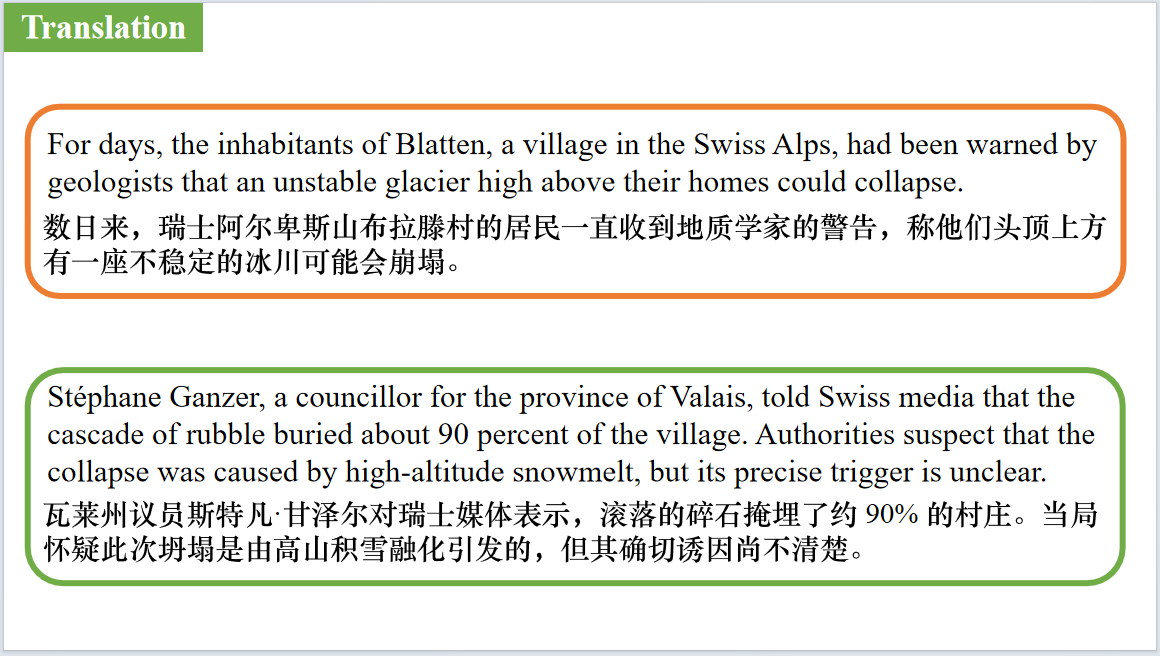 Translation
For days, the inhabitants of Blatten, a village in the Swiss Alps, had been warned by
geologists that an unstable glacier high above their homes could collapse.
数日来，瑞士阿尔卑斯山布拉滕村的居民一直收到地质学家的警告，称他们头顶上方
有一座不稳定的冰川可能会崩塌。
Stéphane Ganzer, a councillor for the province of Valais, told Swiss media that the
cascade of rubble buried about 90 percent of the village. Authorities suspect that the
collapse was caused by high-altitude snowmelt, but its precise trigger is unclear.
瓦莱州议员斯特凡·甘泽尔对瑞士媒体表示，滚落的碎石掩埋了约 90% 的村庄。当局
怀疑此次坍塌是由高山积雪融化引发的，但其确切诱因尚不清楚。